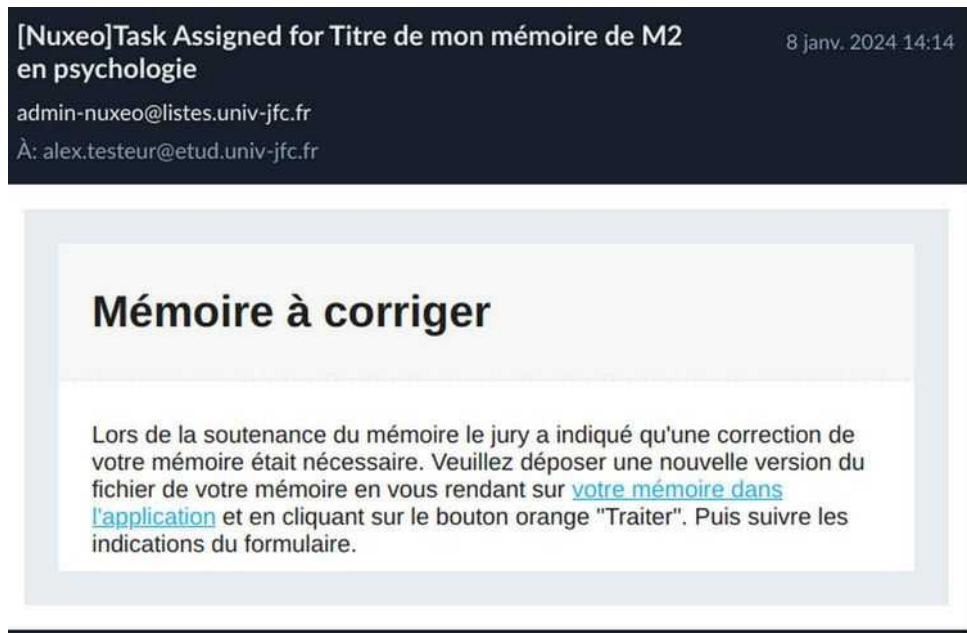 [Nuxeo]Task Assigned for Titre de mon mémoire de M2
en psychologie
8 janv. 2024 14:14
admin-nuxeo@listes.univ-jfc.fr
À: alex.testeur@etud.univ-jfc.fr
Mémoire à corriger
Lors de la soutenance du mémoire le jury a indiqué qu'une correction de
votre mémoire était nécessaire. Veuillez déposer une nouvelle version du
fichier de votre mémoire en vous rendant sur votre mémoire dans
l'application et en cliquant sur le bouton orange "Traiter". Puis suivre les
indications du formulaire.